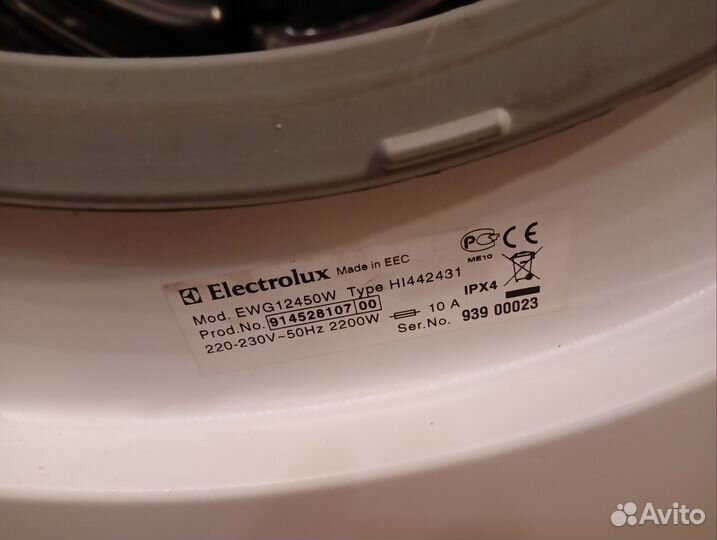 Electrolux Made in EEC
Mod. EWG12450W Type HI442431
Prod.No. 914528107 00
220-230V~50Hz 2200W 10 A
IPX4
Ser.No. 939 00023
РС CE
ME10
Avito